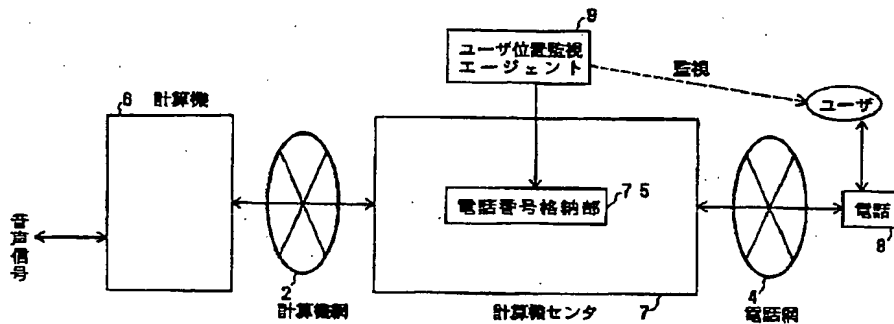 9
ユーザ位置監視
エージェント
監視
ユーザ
6 計算機
電話番号格納部
75
音声信号
電話
8
2
計算機網
計算機センタ
7
4
電話網